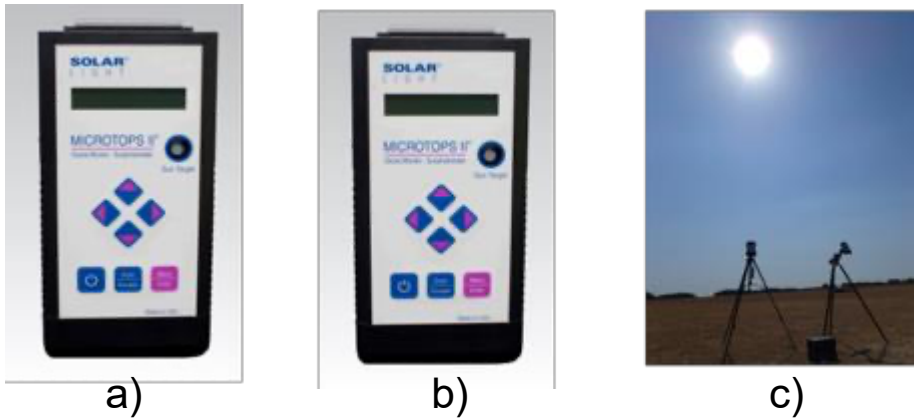 SOLAR
LIGHT
MICROTOPS II
Sun Target
SOLAR
LIGHT
MICROTOPS II
Sun Target
a)
b)
c)